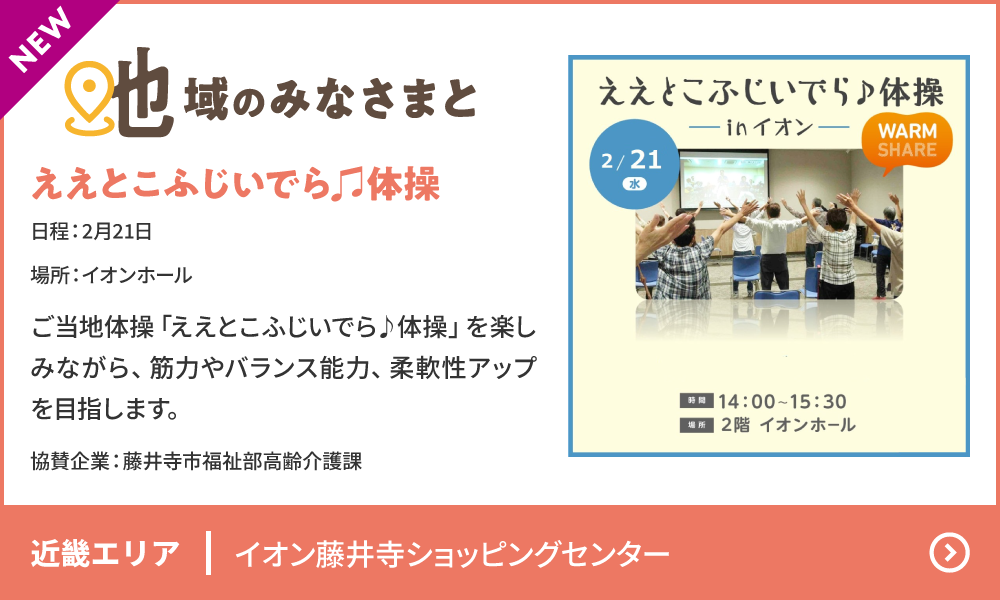 NEW
地域のみなさまと
ええとこふじいでら♫体操
日程：2月21日
場所：イオンホール
ご当地体操「ええとこふじいでら♪体操」を楽し
みながら、筋力やバランス能力、柔軟性アップ
を目指します。
協賛企業：藤井寺市福祉部高齢介護課
ええとこふじいでら♪体操
inイオン
2/21
水
WARM
SHARE
時間 14：00~15：30
場所 2階 イオンホール
近畿エリア イオン藤井寺ショッピングセンター